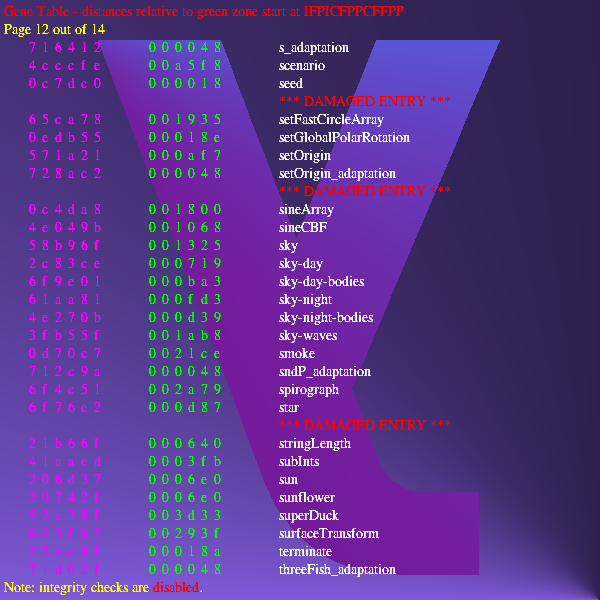 Gene Table - distances relative to green zone start at IFPICFPPCFFPP
Page 12 out of 14
7 1 6 4 1 2 0 0 0 0 4 8 s_adaptation
4 c c c f e 0 0 a 5 f 8 scenario
0 c 7 d c 0 0 0 0 0 1 8 seed
*** DAMAGED ENTRY ***
6 5 c a 7 8 0 0 1 9 3 5 setFastCircleArray
0 e d b 5 5 0 0 0 1 8 e setGlobalPolarRotation
5 7 1 a 2 1 0 0 0 a f 7 setOrigin
7 2 8 a c 2 0 0 0 0 4 8 setOrigin_adaptation
*** DAMAGED ENTRY ***
0 c 4 d a 8 0 0 1 8 0 0 sineArray
4 e 0 4 9 b 0 0 1 0 6 8 sineCBF
5 8 b 9 6 f 0 0 1 3 2 5 sky
2 c 8 3 c e 0 0 0 7 1 9 sky-day
6 f 9 e 0 1 0 0 0 b a 3 sky-day-bodies
6 1 a a 8 1 0 0 0 f d 3 sky-night
4 e 2 7 0 b 0 0 0 d 3 9 sky-night-bodies
3 f b 5 5 f 0 0 1 a b 8 sky-waves
0 d 7 0 c 7 0 0 2 1 c e smoke
7 1 2 c 9 a 0 0 0 0 4 8 sndP_adaptation
6 f 4 c 5 1 0 0 2 a 7 9 spirograph
6 f 7 6 c 2 0 0 0 d 8 7 star
*** DAMAGED ENTRY ***
2 1 b 6 6 f 0 0 0 6 4 0 stringLength
4 1 a a c d 0 0 0 3 f b subInts
2 0 6 d 3 7 0 0 0 6 e 0 sun
2 0 7 4 2 f 0 0 0 6 e 0 sunflower
5 2 c 3 8 f 0 0 3 d 3 3 superDuck
6 4 3 f b 5 0 0 2 9 3 f surfaceTransform
2 2 4 c 0 f 0 0 0 1 8 a terminate
7 1 d 0 2 f 0 0 0 0 4 8 threeFish_adaptation
Note: integrity checks are disabled.